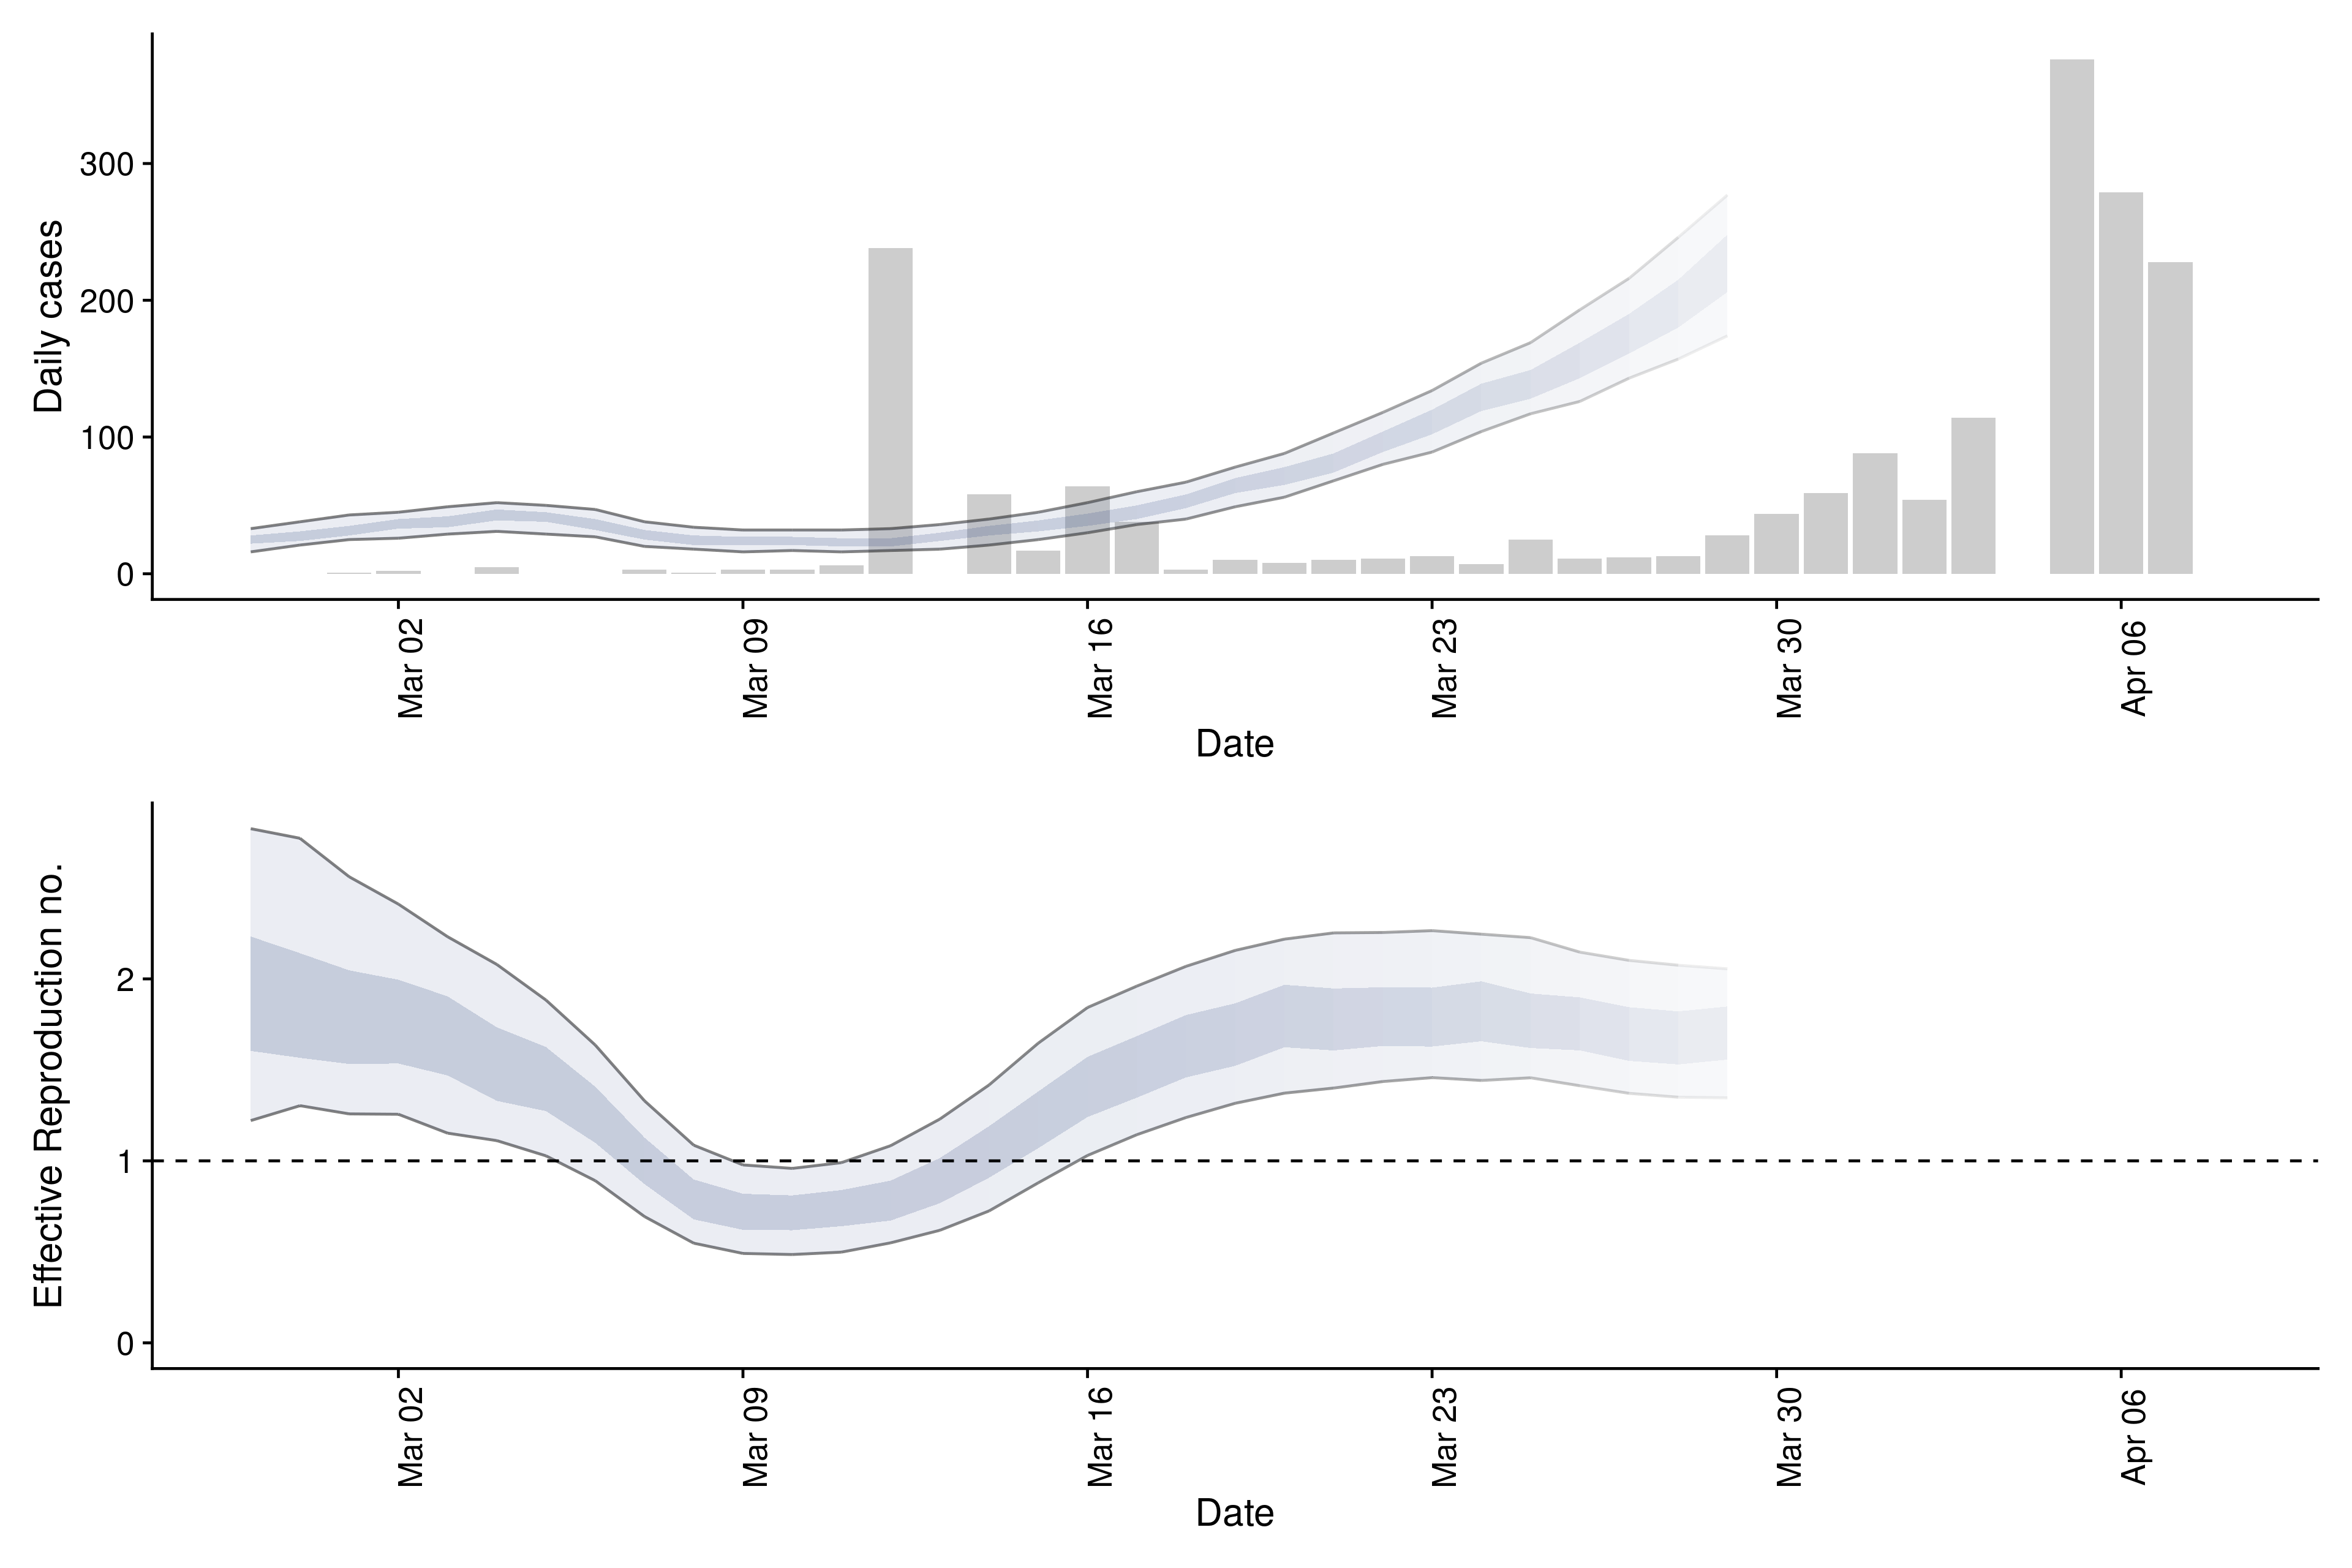 Daily cases
300
200
100
0
Mar 02
Mar 09
Mar 16
Mar 23
Mar 30
Apr 06
Date
Effective Reproduction no.
2
1
0
Mar 02
Mar 09
Mar 16
Mar 23
Mar 30
Apr 06
Date